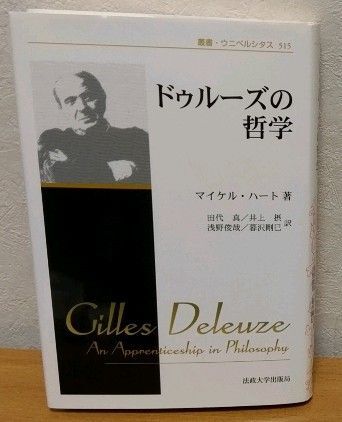 叢書・ウニベルシタス 515
ドゥルーズの
哲学
マイケル・ハート 著
田代 真／井上 摂
浅野俊哉／暮沢剛巳 訳
Gilles Deleuze
An Apprenticeship in Philosophy
法政大学出版局